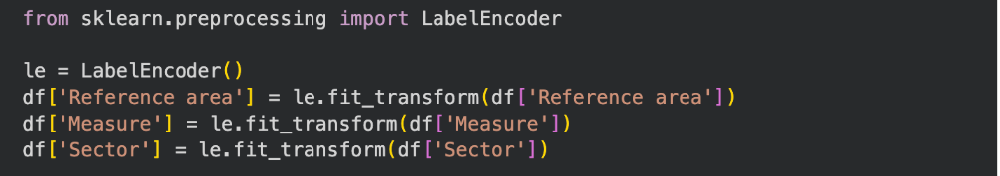 from sklearn.preprocessing import LabelEncoder
le = LabelEncoder()
df['Reference area'] = le.fit_transform(df['Reference area'])
df['Measure'] = le.fit_transform(df['Measure'])
df['Sector'] = le.fit_transform(df['Sector'])